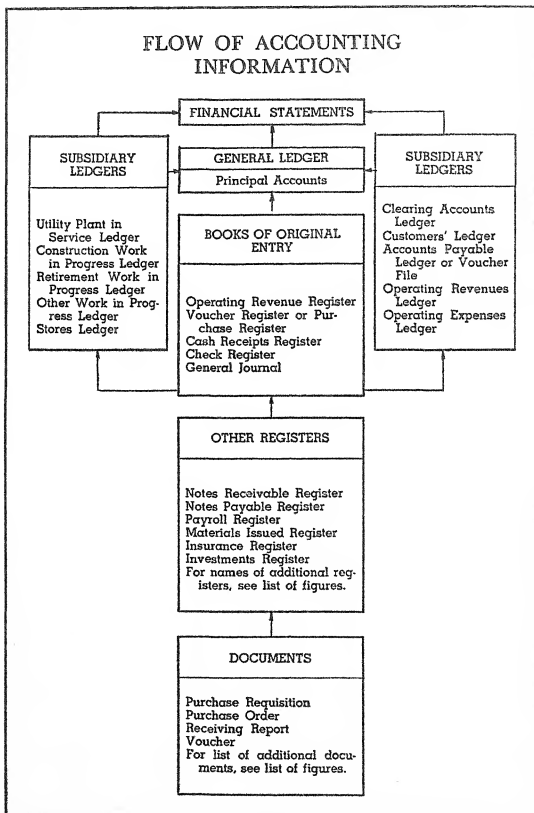 FLOW OF ACCOUNTING
INFORMATION
FINANCIAL STATEMENTS
SUBSIDIARY
LEDGERS
Utility Plant in
Service Ledger
Construction Work
in Progress Ledger
Retirement Work in
Progress Ledger
Other Work in Prog-
ress Ledger
Stores Ledger
GENERAL LEDGER
Principal Accounts
BOOKS OF ORIGINAL
ENTRY
Operating Revenue Register
Voucher Register or Pur-
chase Register
Cash Receipts Register
Check Register
General Journal
SUBSIDIARY
LEDGERS
Clearing Accounts
Ledger
Customers' Ledger
Accounts Payable
Ledger or Voucher
File
Operating Revenues
Ledger
Operating Expenses
Ledger
OTHER REGISTERS
Notes Receivable Register
Notes Payable Register
Payroll Register
Materials Issued Register
Insurance Register
Investments Register
For names of additional reg-
isters, see list of figures.
DOCUMENTS
Purchase Requisition
Purchase Order
Receiving Report
Voucher
For list of additional docu-
ments, see list of figures.